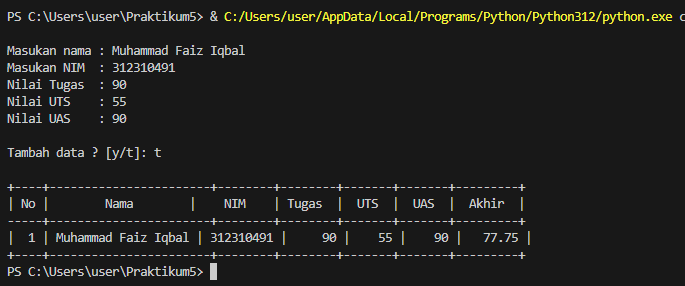 PS C:\Users\user\Praktikum5> & C:/Users/user/AppData/Local/Programs/Python/Python312/python.exe c
Masukan nama : Muhammad Faiz Iqbal
Masukan NIM  : 312310491
Nilai Tugas  : 90
Nilai UTS    : 55
Nilai UAS    : 90
Tambah data ? [y/t]: t
+----+-----------------------+--------+---------+-------+-------+---------+
| No |        Nama        |    NIM    | Tugas  |  UTS  |  UAS  |  Akhir  |
-----+-----------------------+--------+---------+-------+-------+---------+
|  1 | Muhammad Faiz Iqbal | 312310491 |     90 |    55 |    90 |   77.75 |
+----+-----------------------+--------+---------+-------+-------+---------+
PS C:\Users\user\Praktikum5>